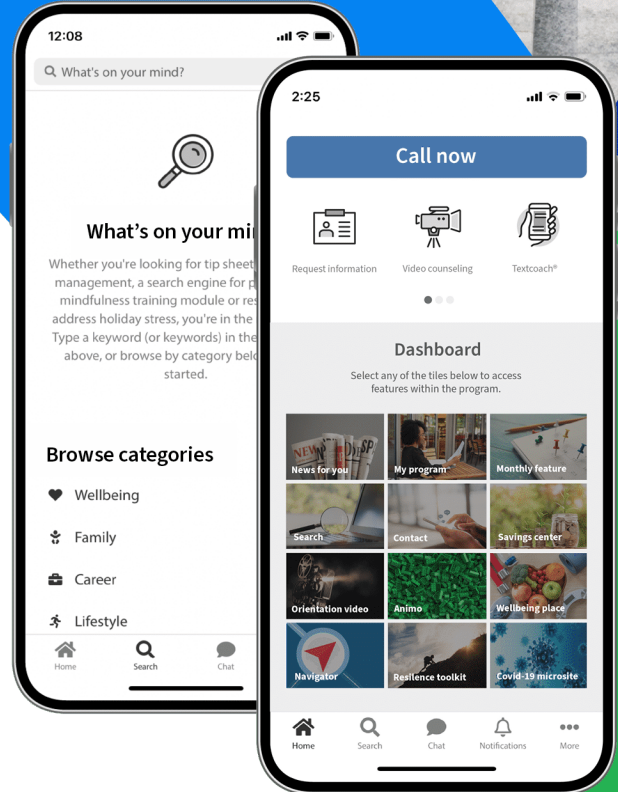 12:08
What's on your mind?
What's on your
Whether you're looking for tip
management, a search engine for
mindfulness training module or
address holiday stress, you're in the
Type a keyword (or keywords) in the
above, or browse by category
started.
Browse categories
Wellbeing
Family
Career
Lifestyle
Home
Search
Chat
2:25
Call now
Request information
Video counseling
Textcoach®
Dashboard
Select any of the tiles below to access
features within the program.
News for you
My program
Monthly feature
Search
Contact
Savings center
Orientation video
Animo
Wellbeing place
Navigator
Resilence toolkit
Covid-19 microsite
Home
Search
Chat
Notifications
More